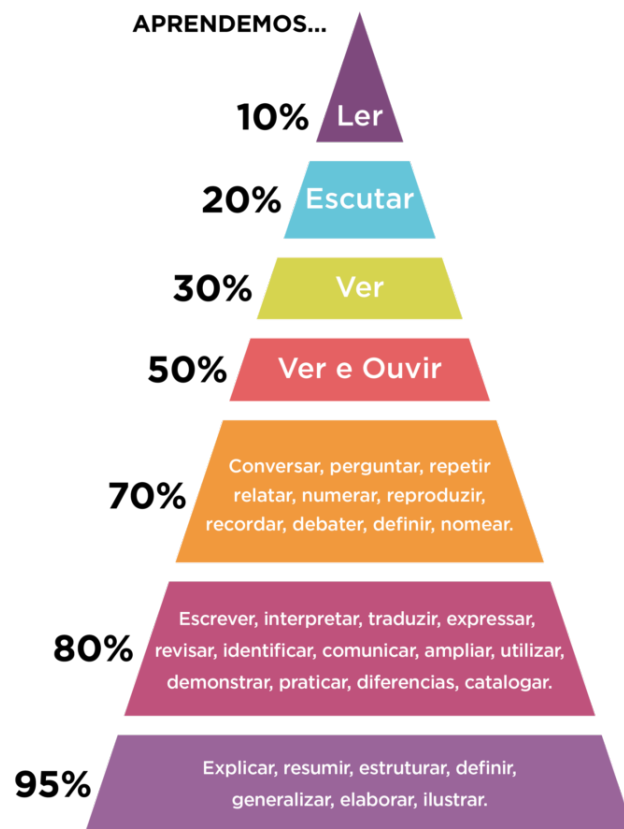 APRENDEMOS...
10% Ler
20% Escutar
30% Ver
50% Ver e Ouvir
70%
Conversar, perguntar, repetir
relatar, numerar, reproduzir,
recordar, debater, definir, nomear.
80%
Escrever, interpretar, traduzir, expressar,
revisar, identificar, comunicar, ampliar, utilizar,
demonstrar, praticar, diferencias, catalogar.
95%
Explicar, resumir, estruturar, definir,
generalizar, elaborar, ilustrar.